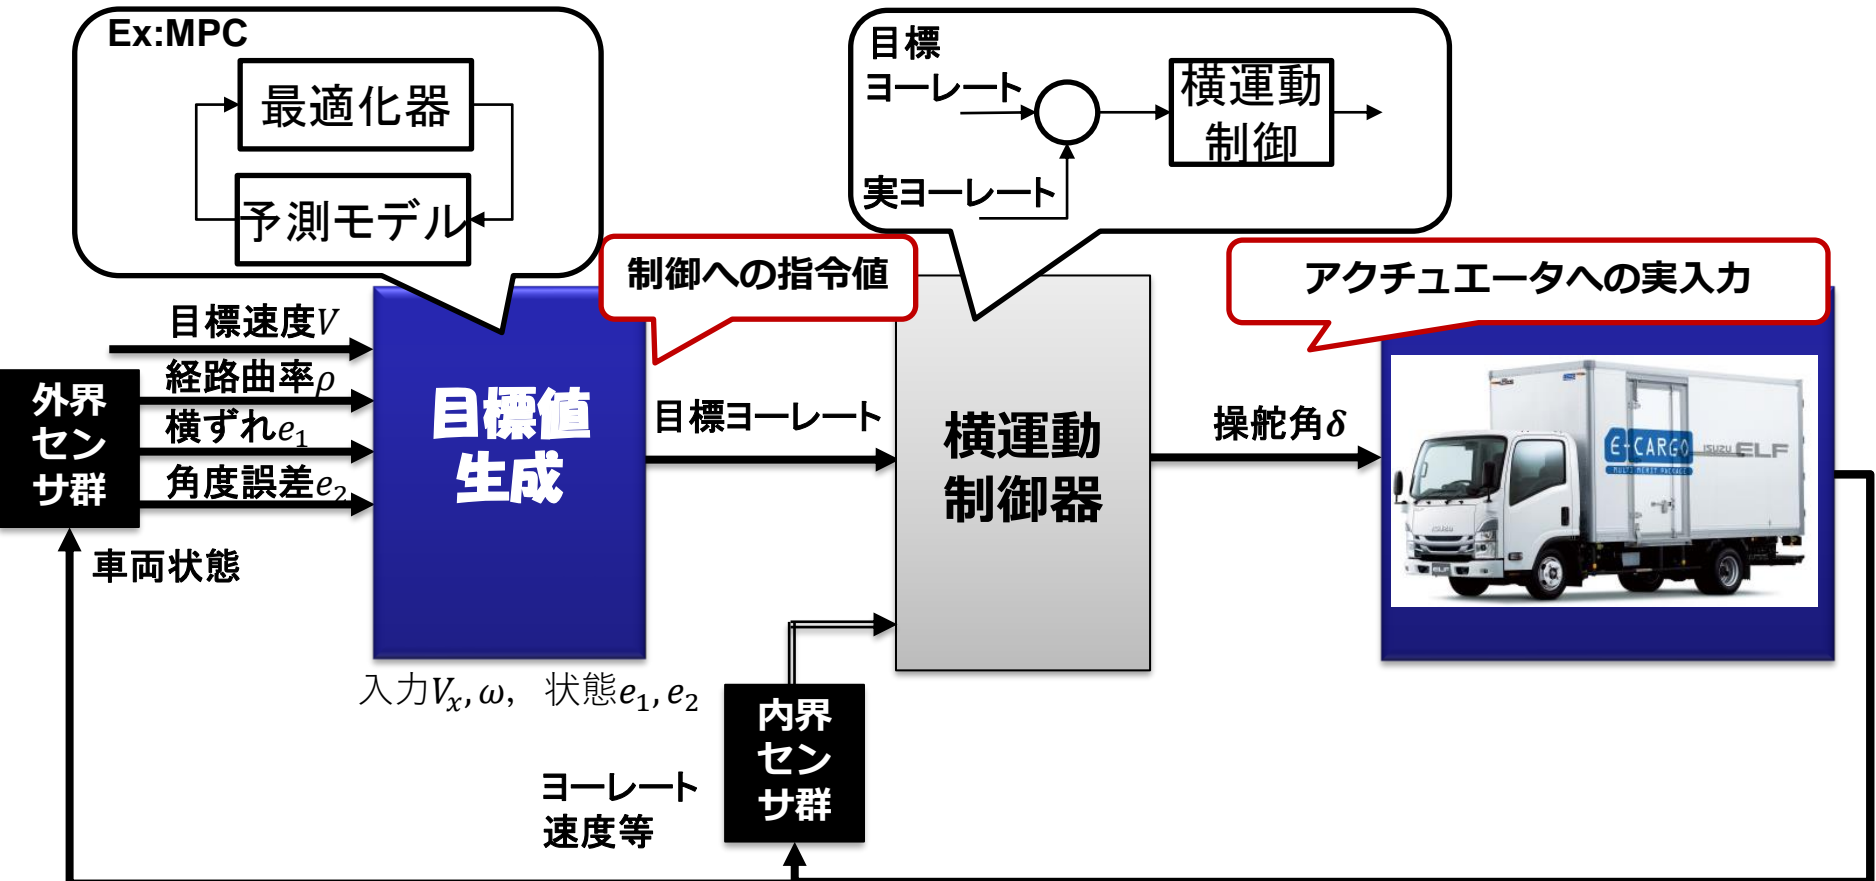 Ex:MPC
最適化器
予測モデル
目標
ヨーレート
実ヨーレート
横運動
制御
制御への指令値
アクチュエータへの実入力
目標速度V
経路曲率ρ
横ずれe₁
角度誤差e₂
外界
セン
サ群
目標値
生成
目標ヨーレート
横運動
制御器
操舵角δ
E-CARGO
MULTI MERIT PACKAGE
ISUZU ELF
ELF
車両状態
入力Vₓ, ω, 状態e₁, e₂
内界
セン
サ群
ヨーレート
速度等